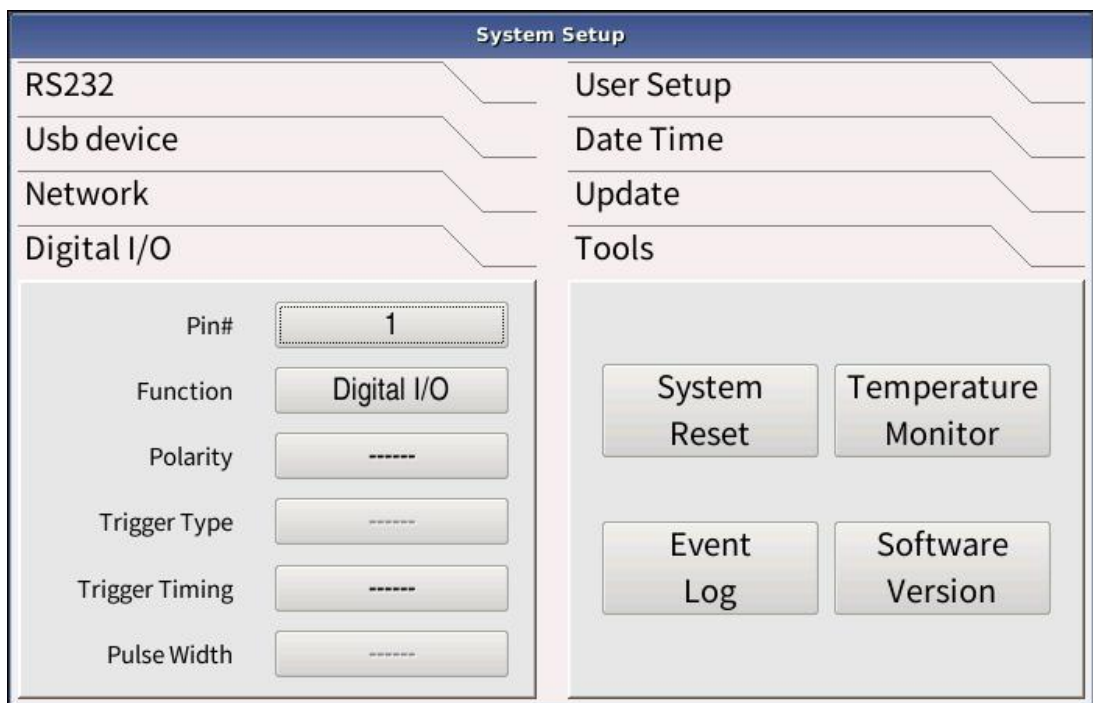 System Setup
RS232
Usb device
Network
Digital I/O
Pin# 1
Function Digital I/O
Polarity ------
Trigger Type ------
Trigger Timing ------
Pulse Width ------
User Setup
Date Time
Update
Tools
System
Reset
Temperature
Monitor
Event
Log
Software
Version